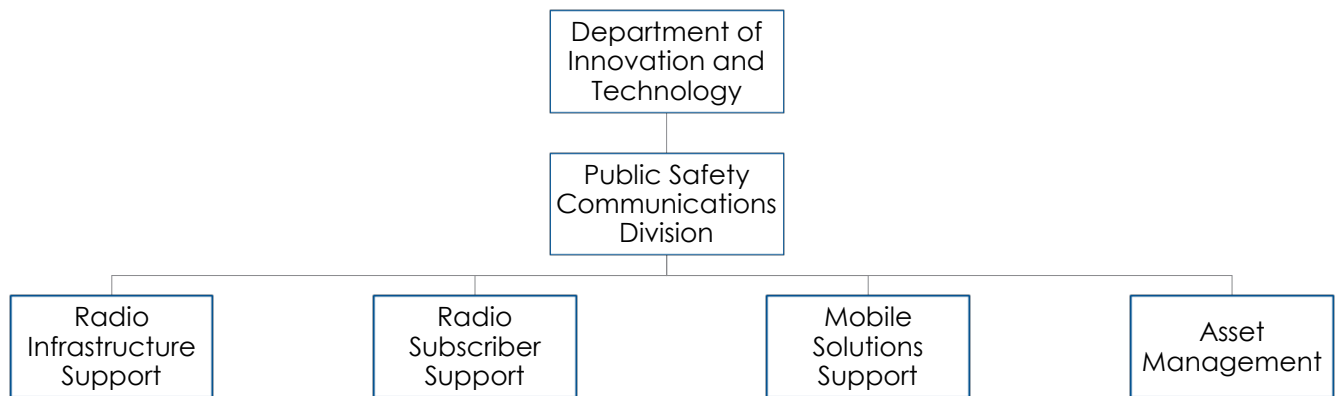 Department of
Innovation and
Technology
Public Safety
Communications
Division
Radio
Infrastructure
Support
Radio
Subscriber
Support
Mobile
Solutions
Support
Asset
Management